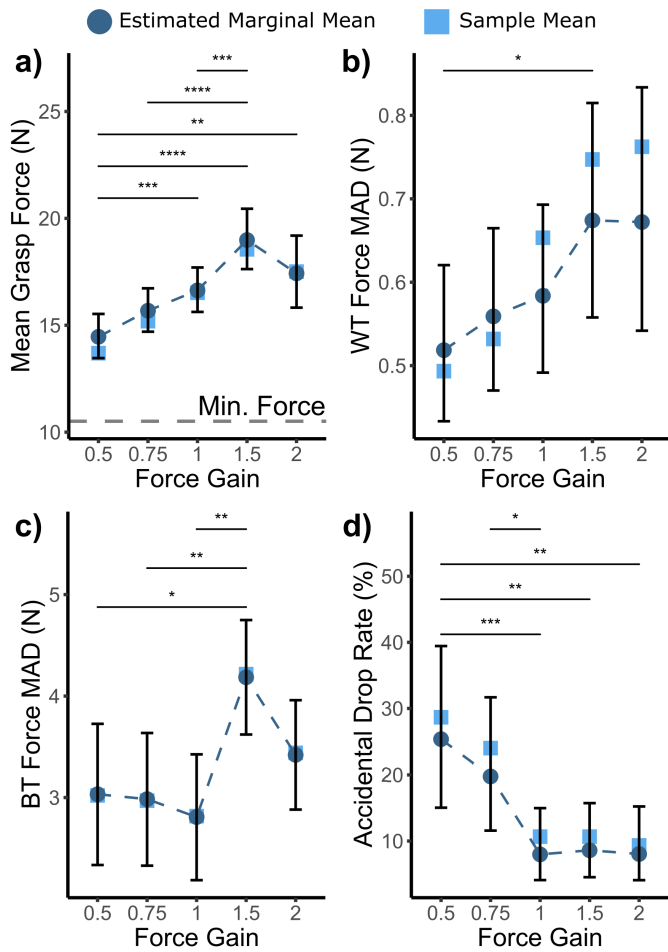 Estimated Marginal Mean
Sample Mean
a)
***
****
**
****
***
25
20
15
10
Mean Grasp Force (N)
Min. Force
0.5 0.75 1 1.5 2
Force Gain
b)
*
0.8
0.7
0.6
0.5
WT Force MAD (N)
0.5 0.75 1 1.5 2
Force Gain
c)
**
**
*
5
4
3
BT Force MAD (N)
0.5 0.75 1 1.5 2
Force Gain
d)
*
**
**
***
50
40
30
20
10
Accidental Drop Rate (%)
0.5 0.75 1 1.5 2
Force Gain